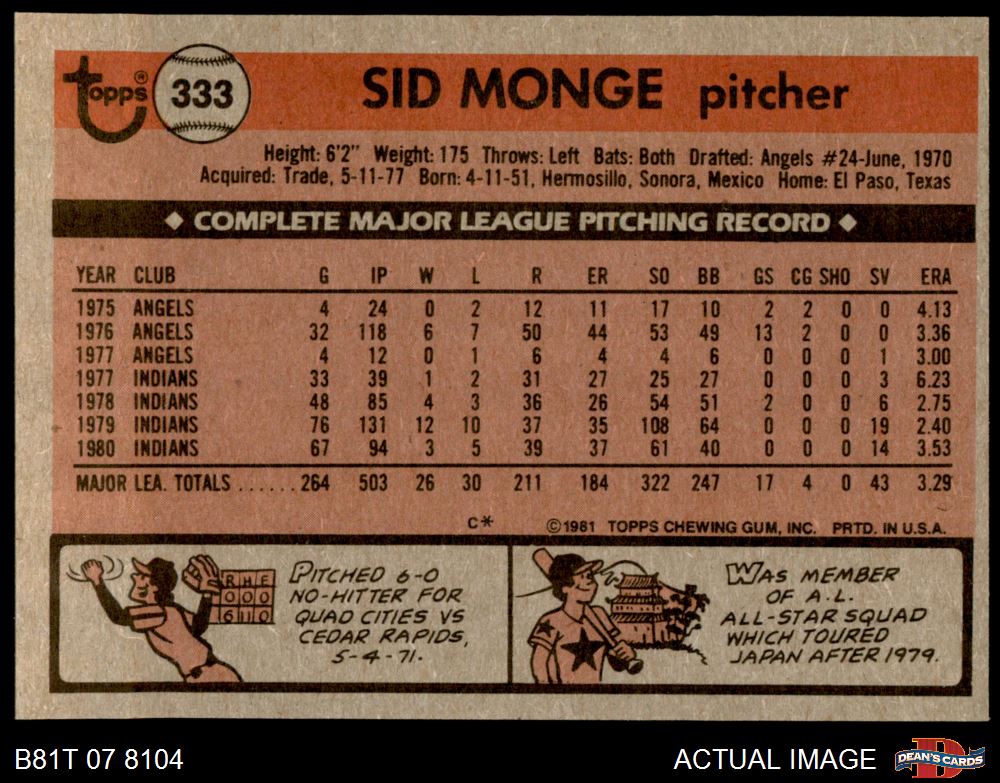 topps® 333 SID MONGE pitcher
Height: 6'2" Weight: 175 Throws: Left Bats: Both Drafted: Angels #24-June, 1970
Acquired: Trade, 5-11-77 Born: 4-11-51, Hermosillo, Sonora, Mexico Home: El Paso, Texas
◆ COMPLETE MAJOR LEAGUE PITCHING RECORD ◆
YEAR CLUB G IP W L R ER SO BB GS CG SHO SV ERA
1975 ANGELS 4 24 0 2 12 11 17 10 2 2 0 0 4.13
1976 ANGELS 32 118 6 7 50 44 53 49 13 2 0 0 3.36
1977 ANGELS 4 12 0 1 6 4 4 6 0 0 0 1 3.00
1977 INDIANS 33 39 1 2 31 27 25 27 0 0 0 3 6.23
1978 INDIANS 48 85 4 3 36 26 54 51 2 0 0 6 2.75
1979 INDIANS 76 131 12 10 37 35 108 64 0 0 0 19 2.40
1980 INDIANS 67 94 3 5 39 37 61 40 0 0 0 14 3.53
MAJOR LEA. TOTALS ...... 264 503 26 30 211 184 322 247 17 4 0 43 3.29
C* ©1981 TOPPS CHEWING GUM, INC. PRTD. IN U.S.A.
R H E
0 0 0
6 11 0
PITCHED 6-0
NO-HITTER FOR
QUAD CITIES VS
CEDAR RAPIDS,
5-4-71.
WAS MEMBER
OF A.L.
ALL-STAR SQUAD
WHICH TOURED
JAPAN AFTER 1979.
B81T 07 8104 ACTUAL IMAGE DEAN'S CARDS